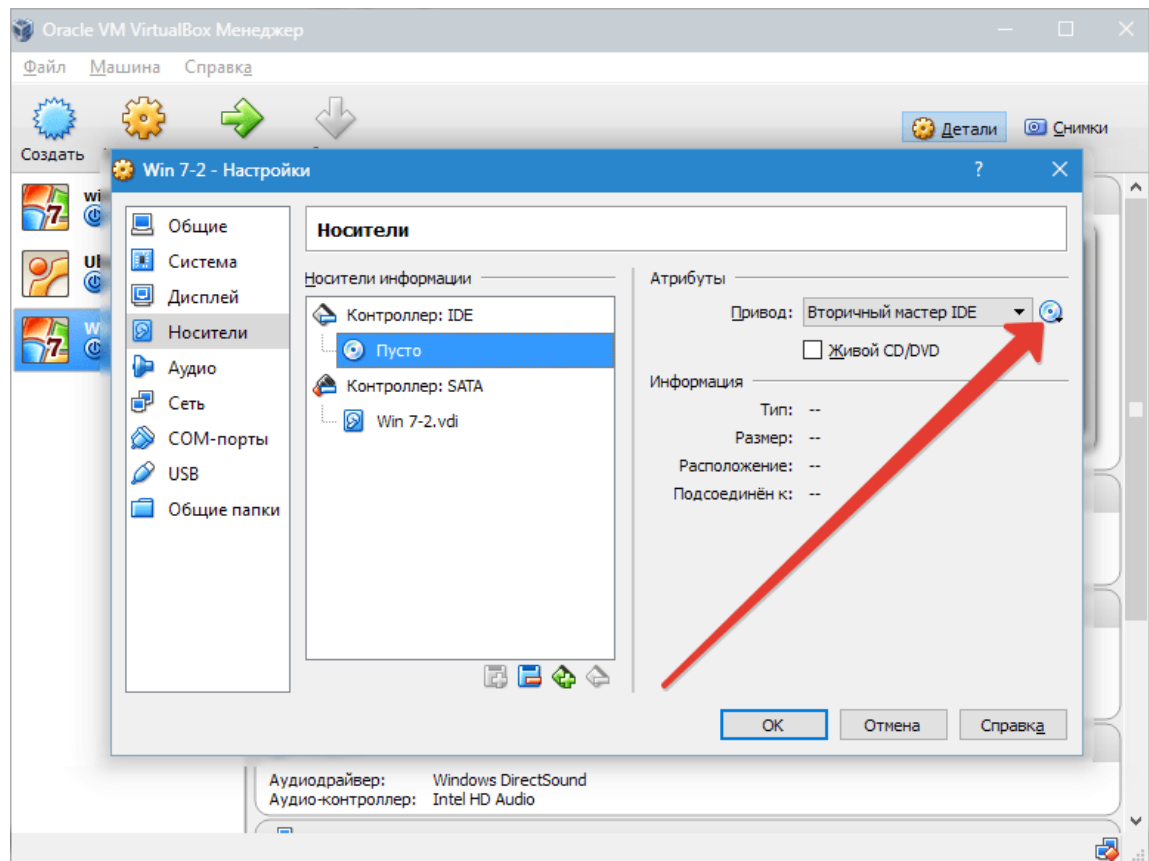 Oracle VM VirtualBox Менеджер
Файл Машина Справка
Создать
Детали
Снимки
Win 7-2 - Настройки
?
Общие
Система
Дисплей
Носители
Аудио
Сеть
COM-порты
USB
Общие папки
Носители
Носители информации
Контроллер: IDE
Пусто
Контроллер: SATA
Win 7-2.vdi
Атрибуты
Привод: Вторичный мастер IDE
Живой CD/DVD
Информация
Тип: --
Размер: --
Расположение: --
Подсоединён к: --
OK Отмена Справка
Аудиодрайвер: Windows DirectSound
Аудио-контроллер: Intel HD Audio